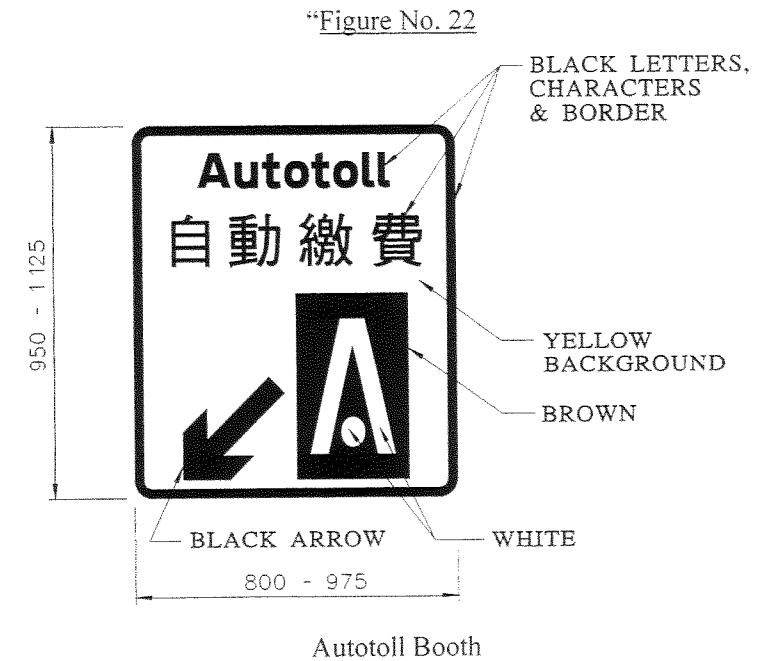 “Figure No. 22
BLACK LETTERS,
CHARACTERS
& BORDER
Autotoll
自動繳費
950 - 1125
YELLOW
BACKGROUND
BROWN
BLACK ARROW
WHITE
800 - 975
Autotoll Booth